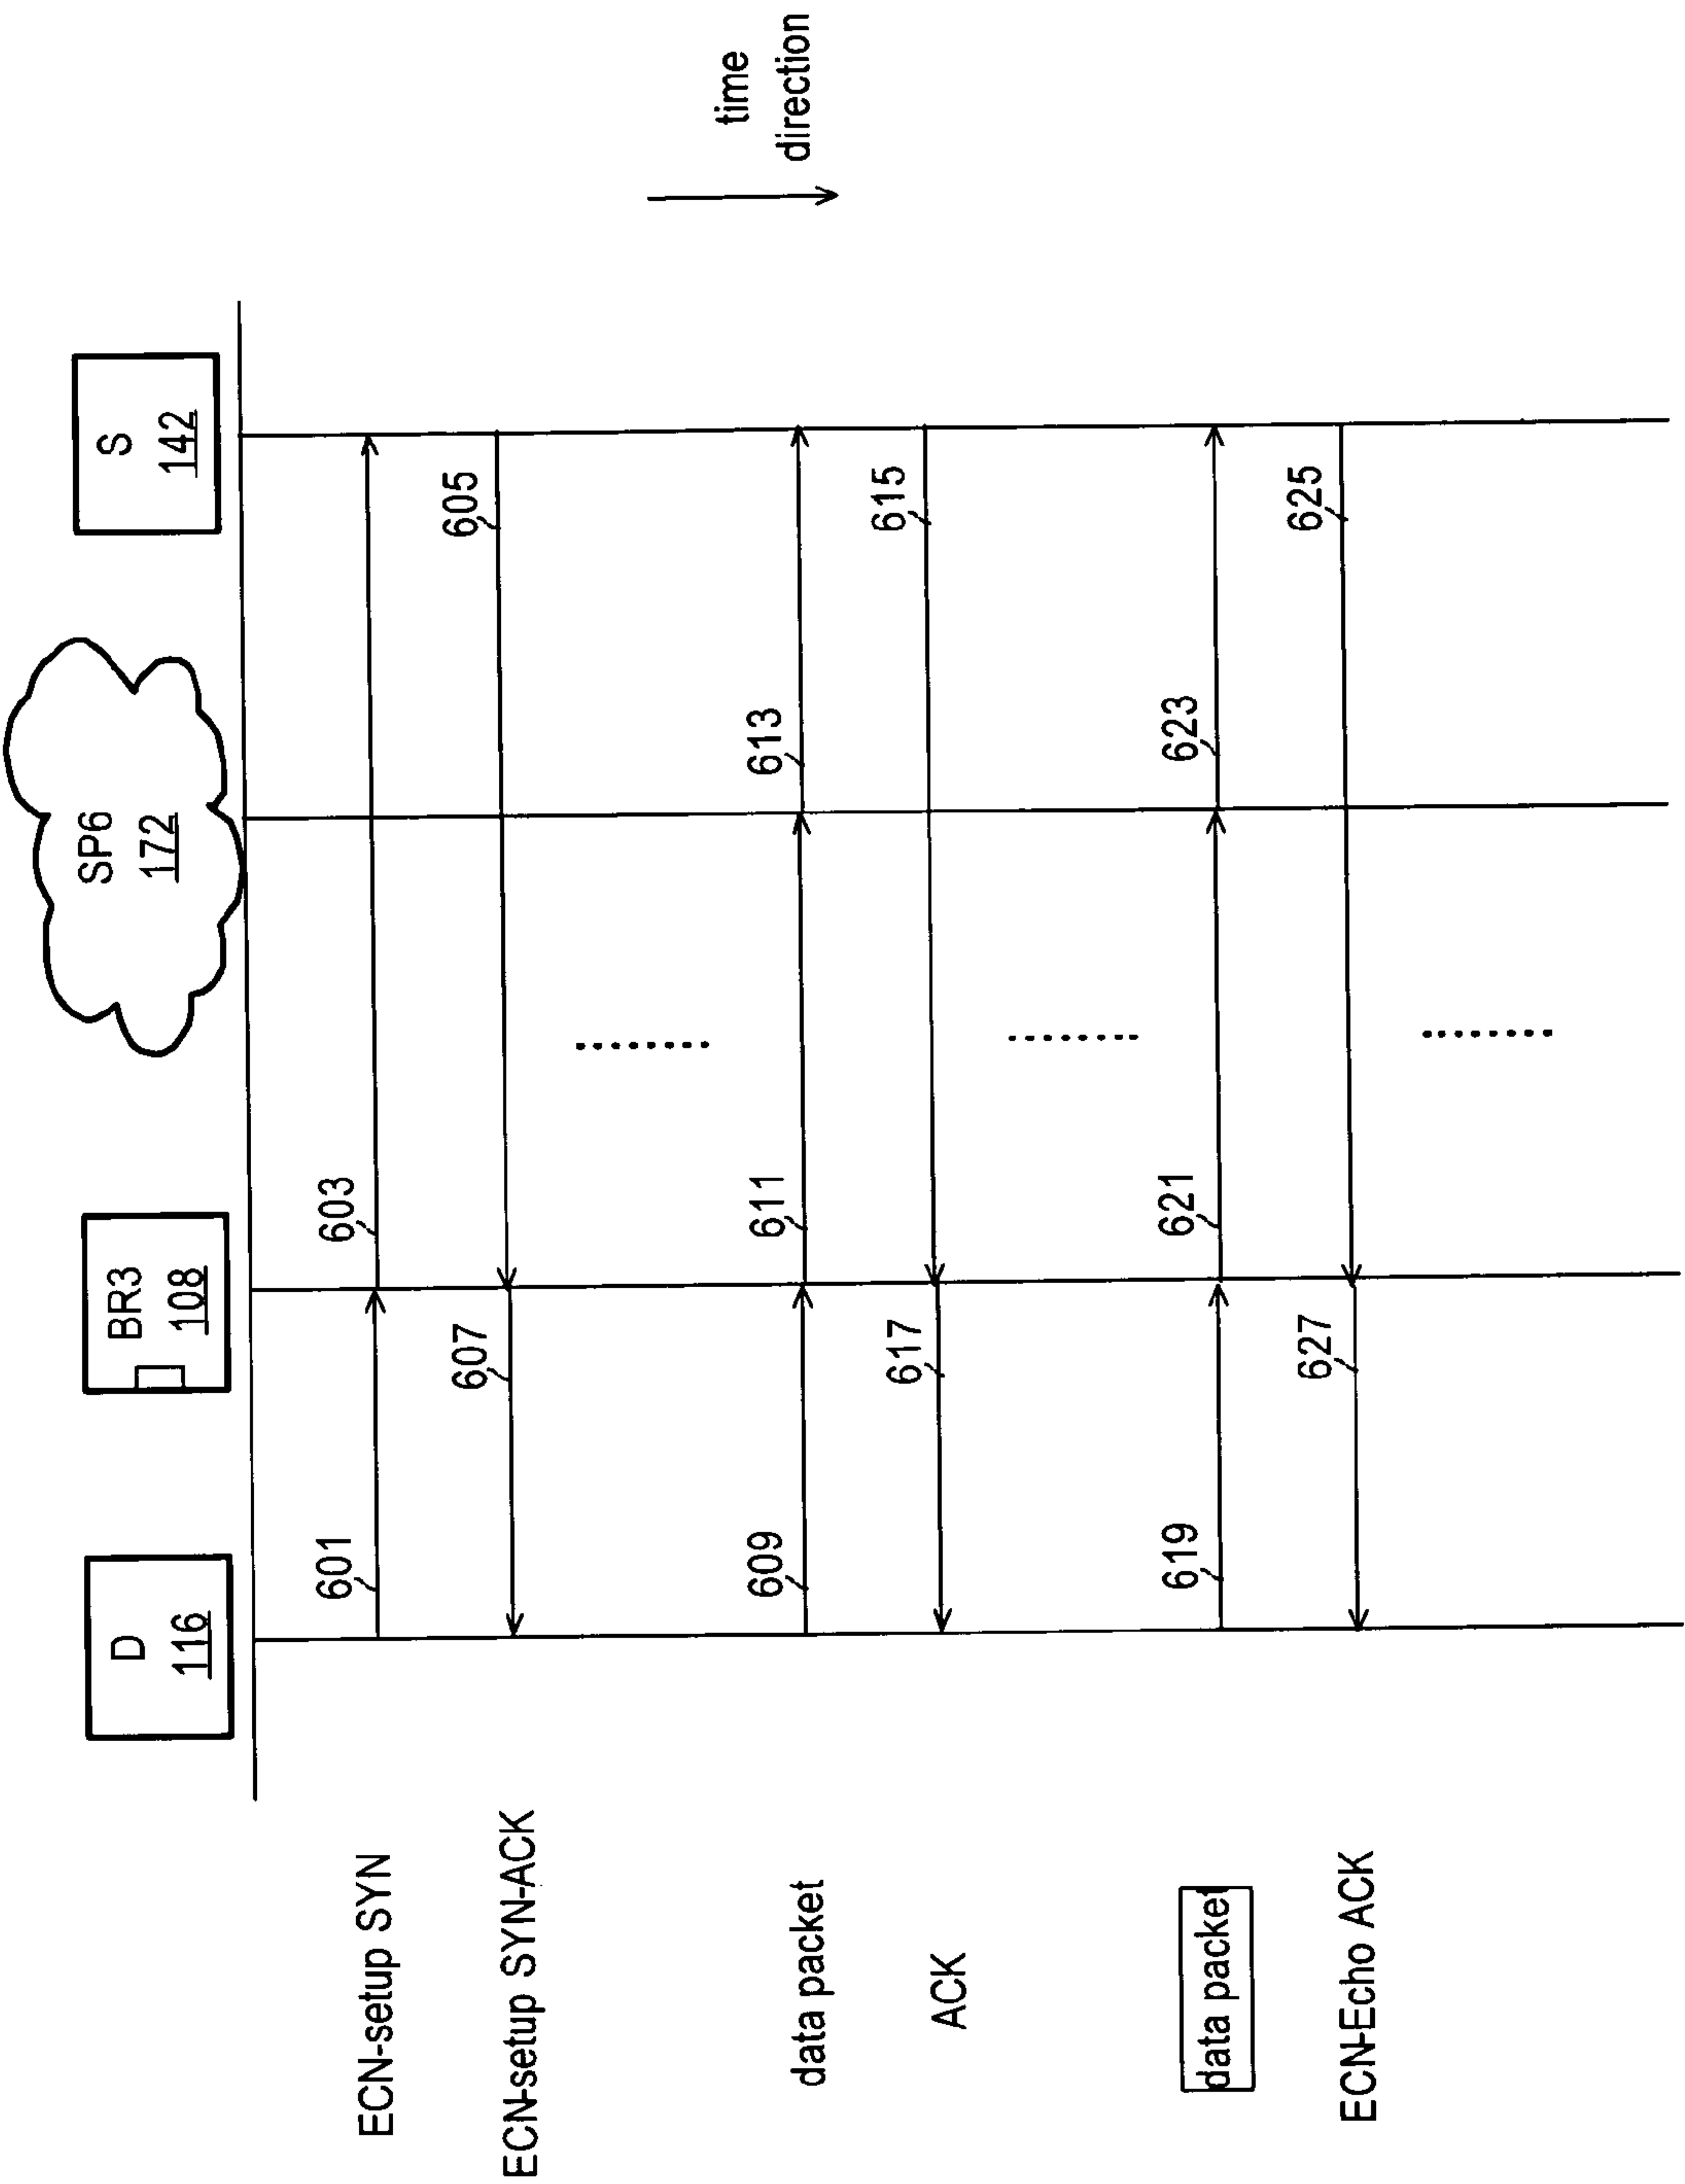 D
116
BR3
108
SP6
172
S
142
time
direction
ECN-setup SYN
601
603
ECN-setup SYN-ACK
605
607
data packet
609
611
613
ACK
615
617
data packet
619
621
623
ECN-Echo ACK
625
627